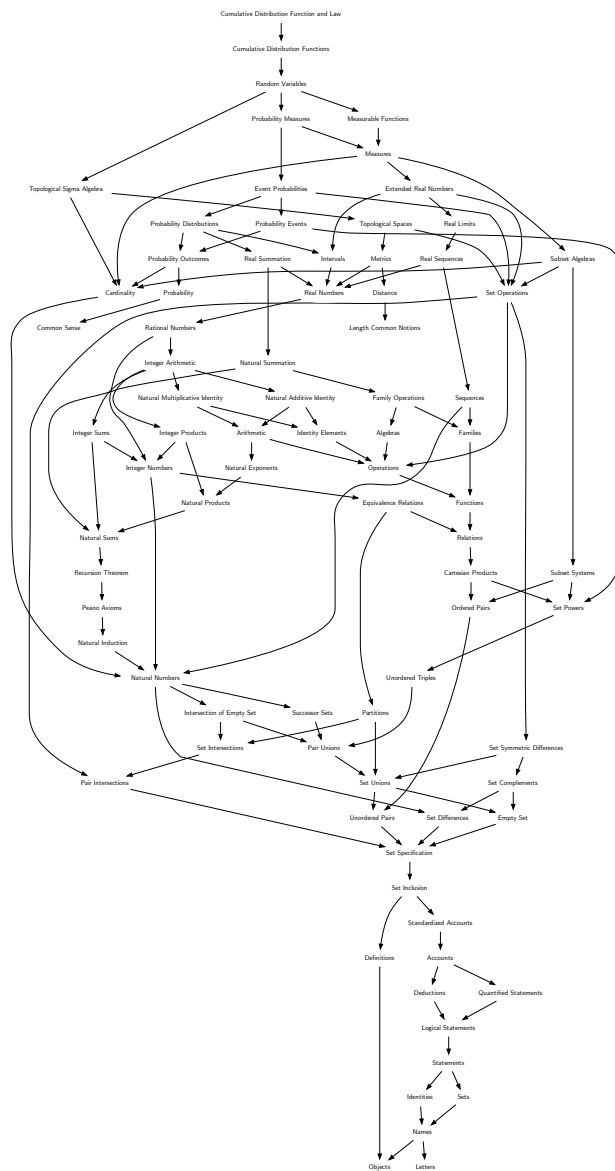 Cumulative Distribution Function and Law
Cumulative Distribution Functions
Random Variables
Probability Measures
Measurable Functions
Measures
Topological Sigma Algebra
Event Probabilities
Extended Real Numbers
Probability Distributions
Probability Events
Topological Spaces
Real Limits
Probability Outcomes
Real Summation
Intervals
Metrics
Real Sequences
Subset Algebras
Cardinality
Probability
Real Numbers
Distance
Set Operations
Common Sense
Rational Numbers
Length Common Notions
Integer Arithmetic
Natural Summation
Natural Multiplicative Identity
Natural Additive Identity
Family Operations
Sequences
Integer Sums
Integer Products
Arithmetic
Identity Elements
Algebras
Families
Integer Numbers
Natural Exponents
Operations
Natural Products
Equivalence Relations
Functions
Natural Sums
Relations
Recursion Theorem
Cartesian Products
Subset Systems
Peano Axioms
Ordered Pairs
Set Powers
Natural Induction
Natural Numbers
Unordered Triples
Intersection of Empty Set
Successor Sets
Partitions
Set Intersections
Pair Unions
Set Symmetric Differences
Pair Intersections
Set Unions
Set Complements
Unordered Pairs
Set Differences
Empty Set
Set Specification
Set Inclusion
Standardized Accounts
Definitions
Accounts
Deductions
Quantified Statements
Logical Statements
Statements
Identities
Sets
Names
Objects
Letters